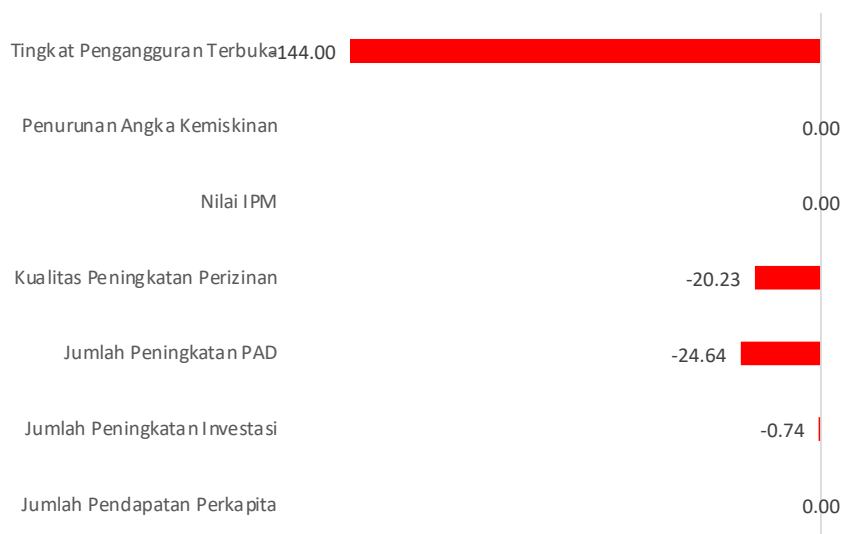 Tingkat Pengangguran Terbuka -144.00
Penurunan Angka Kemiskinan 0.00
Nilai IPM 0.00
Kualitas Peningkatan Perizinan -20.23
Jumlah Peningkatan PAD -24.64
Jumlah Peningkatan Investasi -0.74
Jumlah Pendapatan Perkapita 0.00